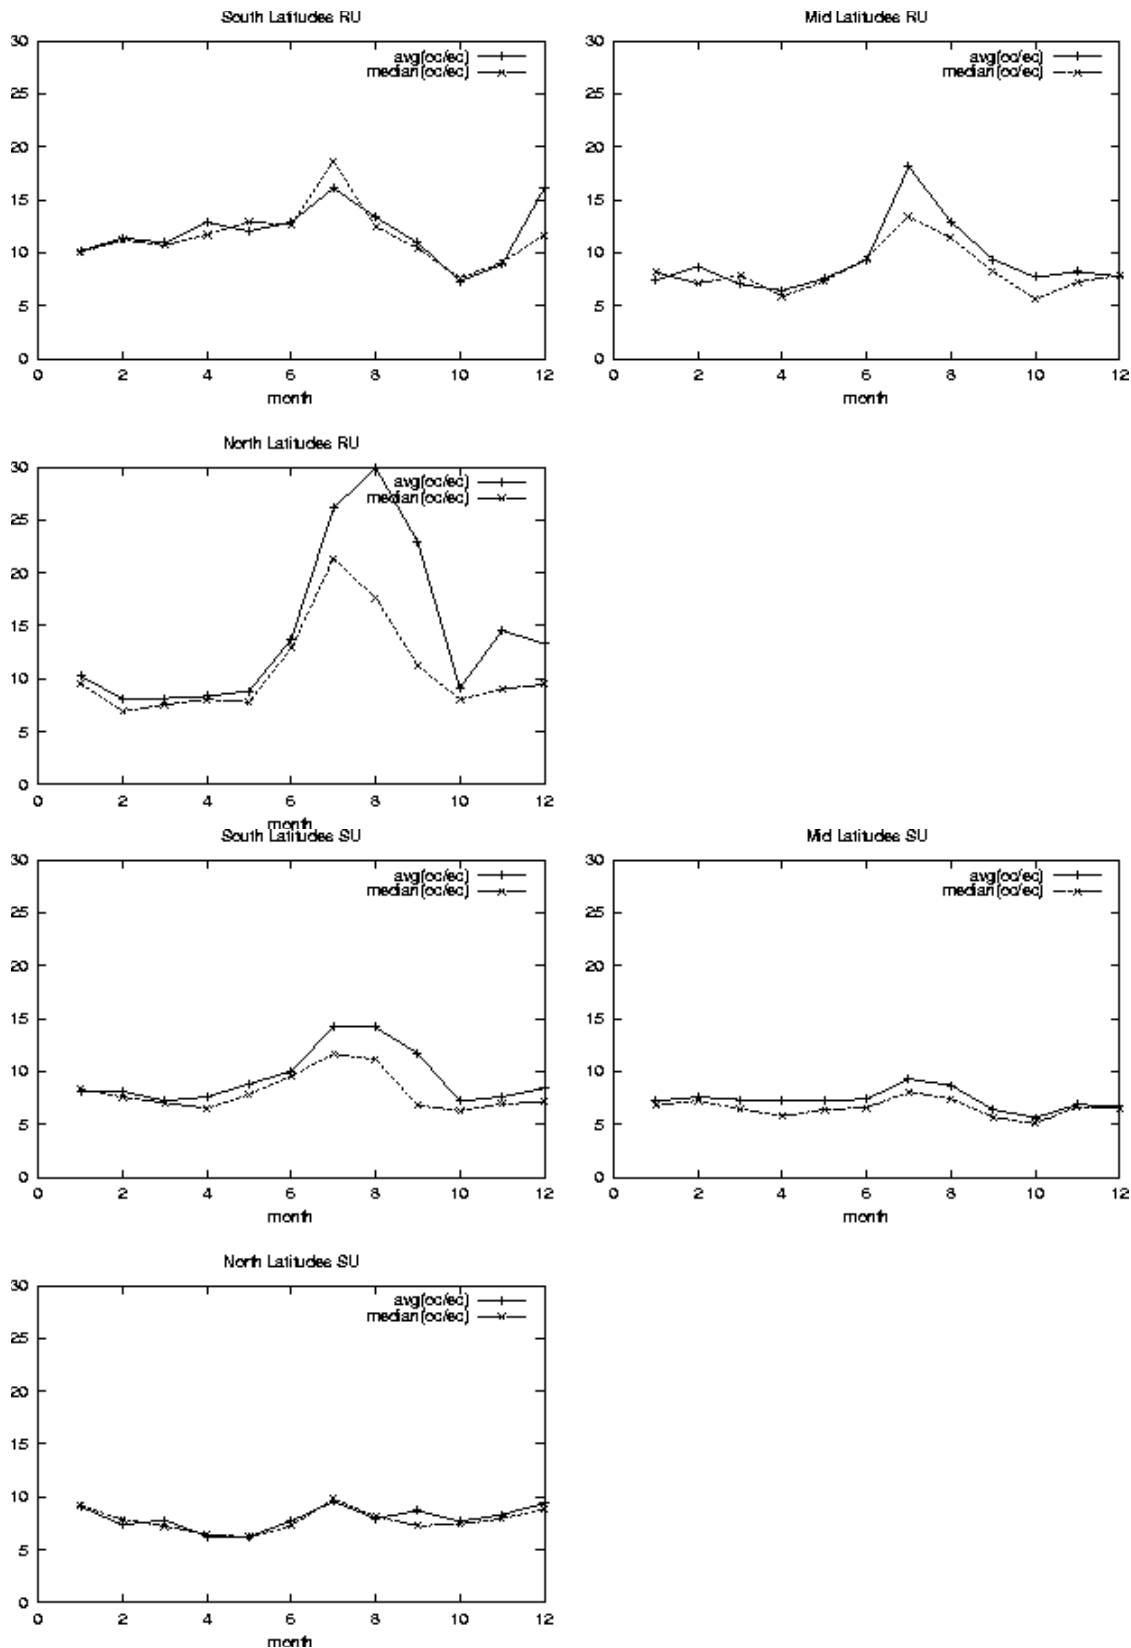 South Latitudes RU
30
25
20
15
10
5
0
0 2 4 6 8 10 12
month
avg(oc/ec)
median(oc/ec)
Mid Latitudes RU
30
25
20
15
10
5
0
0 2 4 6 8 10 12
month
avg(oc/ec)
median(oc/ec)
North Latitudes RU
30
25
20
15
10
5
0
0 2 4 6 8 10 12
month
avg(oc/ec)
median(oc/ec)
South Latitudes SU
30
25
20
15
10
5
0
0 2 4 6 8 10 12
month
avg(oc/ec)
median(oc/ec)
Mid Latitudes SU
30
25
20
15
10
5
0
0 2 4 6 8 10 12
month
avg(oc/ec)
median(oc/ec)
North Latitudes SU
30
25
20
15
10
5
0
0 2 4 6 8 10 12
month
avg(oc/ec)
median(oc/ec)